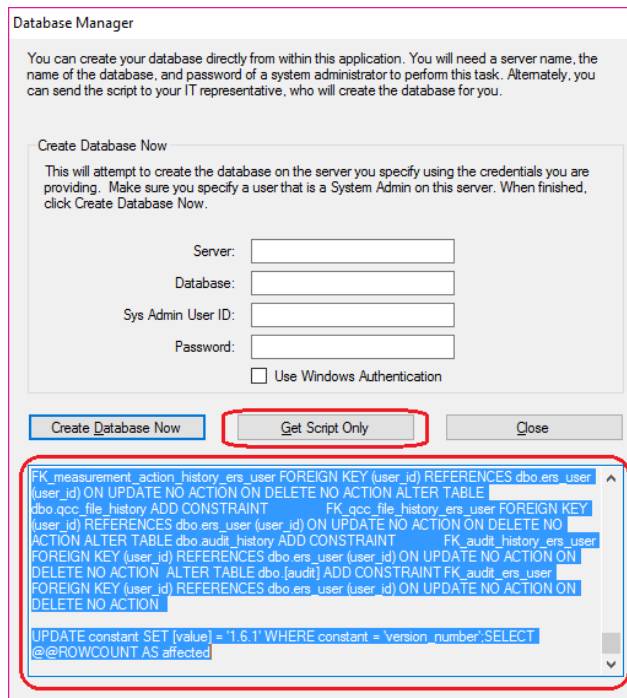 Database Manager
You can create your database directly from within this application. You will need a server name, the
name of the database, and password of a system administrator to perform this task. Alternately, you
can send the script to your IT representative, who will create the database for you.
Create Database Now
This will attempt to create the database on the server you specify using the credentials you are
providing. Make sure you specify a user that is a System Admin on this server. When finished,
click Create Database Now.
Server:
Database:
Sys Admin User ID:
Password:
Use Windows Authentication
Create Database Now
Get Script Only
Close
FK_measurement_action_history_ers_user FOREIGN KEY (user_id) REFERENCES dbo.ers_user
(user_id) ON UPDATE NO ACTION ON DELETE NO ACTION ALTER TABLE
dbo.qcc_file_history ADD CONSTRAINT FK_qcc_file_history_ers_user FOREIGN KEY
(user_id) REFERENCES dbo.ers_user (user_id) ON UPDATE NO ACTION ON DELETE NO
ACTION ALTER TABLE dbo.audit_history ADD CONSTRAINT FK_audit_history_ers_user
FOREIGN KEY (user_id) REFERENCES dbo.ers_user (user_id) ON UPDATE NO ACTION ON
DELETE NO ACTION ALTER TABLE dbo.[audit] ADD CONSTRAINT FK_audit_ers_user
FOREIGN KEY (user_id) REFERENCES dbo.ers_user (user_id) ON UPDATE NO ACTION ON
DELETE NO ACTION
UPDATE constant SET [value] = '1.6.1' WHERE constant = 'version_number';SELECT
@@ROWCOUNT AS affected